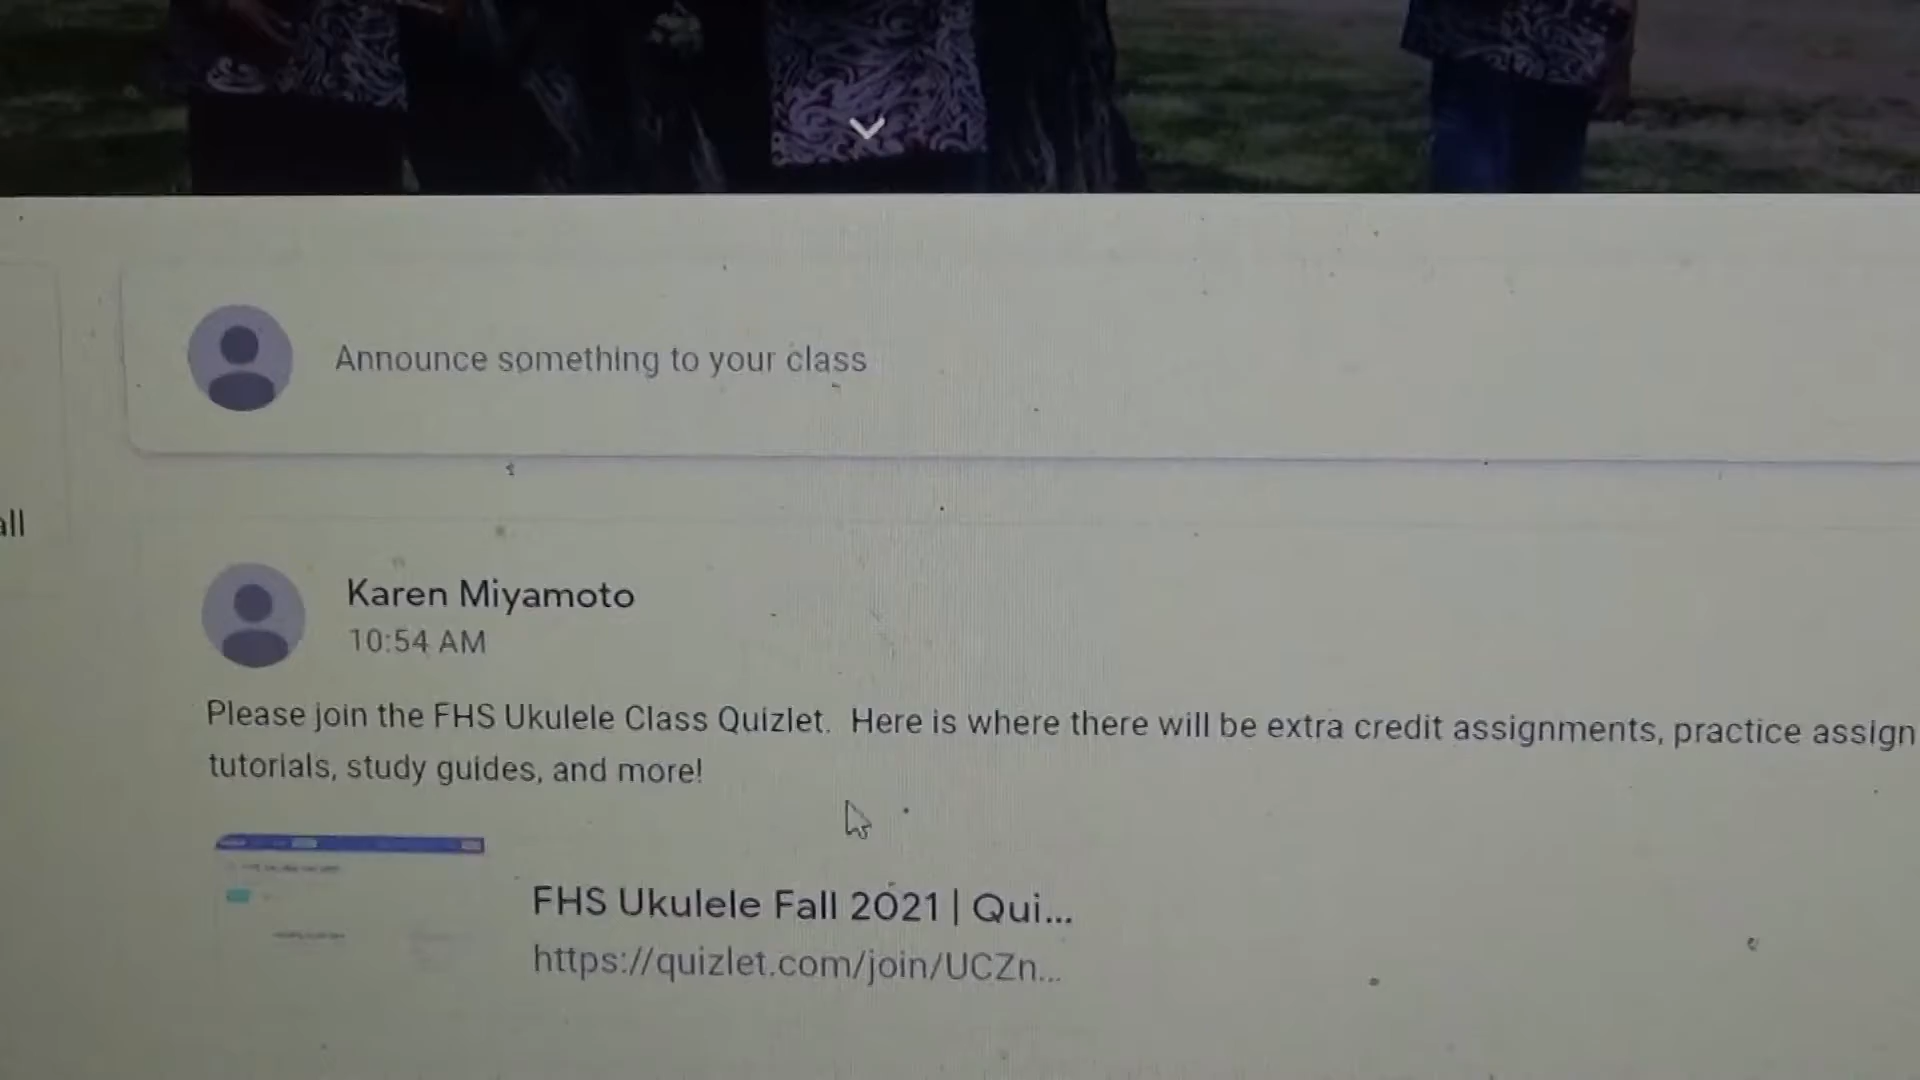 Announce something to your class
all
Karen Miyamoto
10:54 AM
Please join the FHS Ukulele Class Quizlet. Here is where there will be extra credit assignments, practice assign
tutorials, study guides, and more!
FHS Ukulele Fall 2021 | Qui...
https://quizlet.com/join/UCZn...